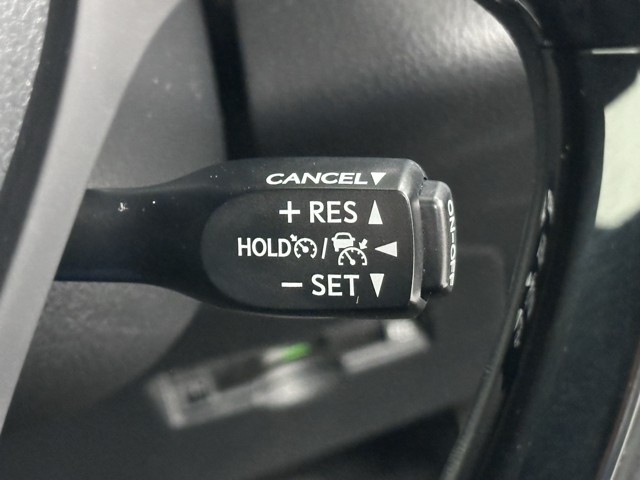 CANCEL▼
+ RES ▲
HOLD / ◀
− SET ▼
ON-OFF